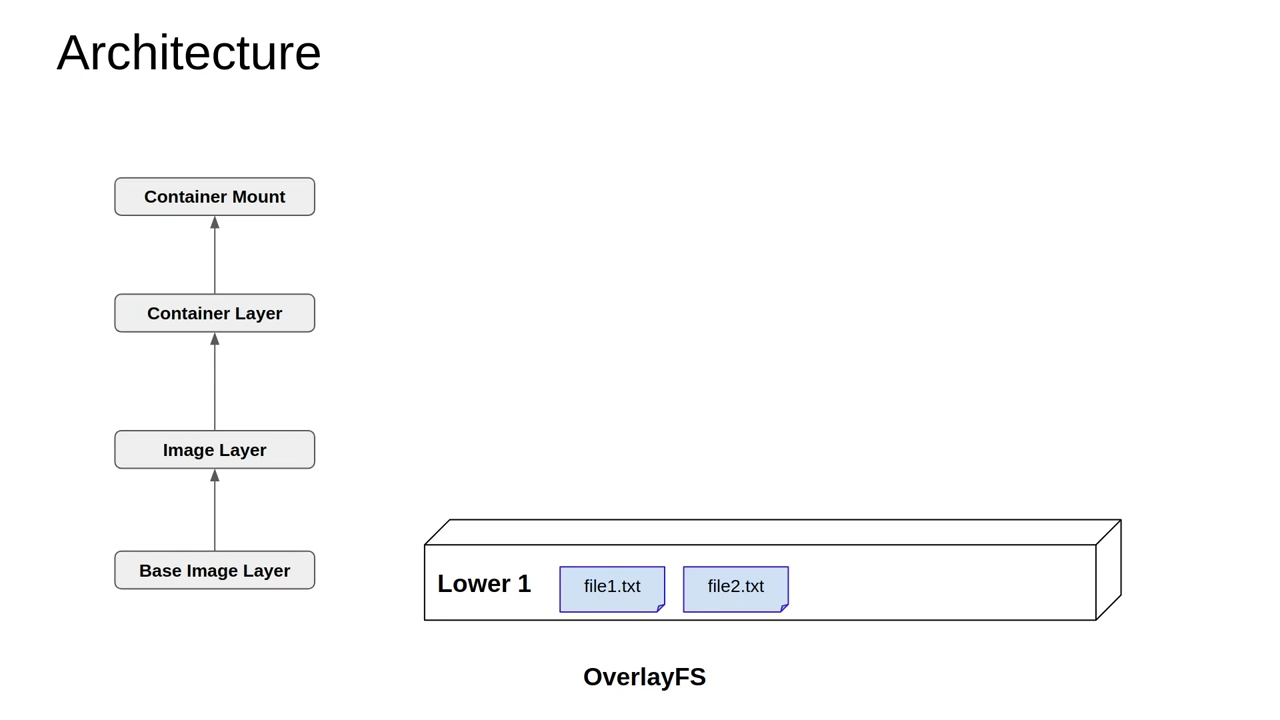 Architecture
Container Mount
Container Layer
Image Layer
Base Image Layer
Lower 1
file1.txt
file2.txt
OverlayFS